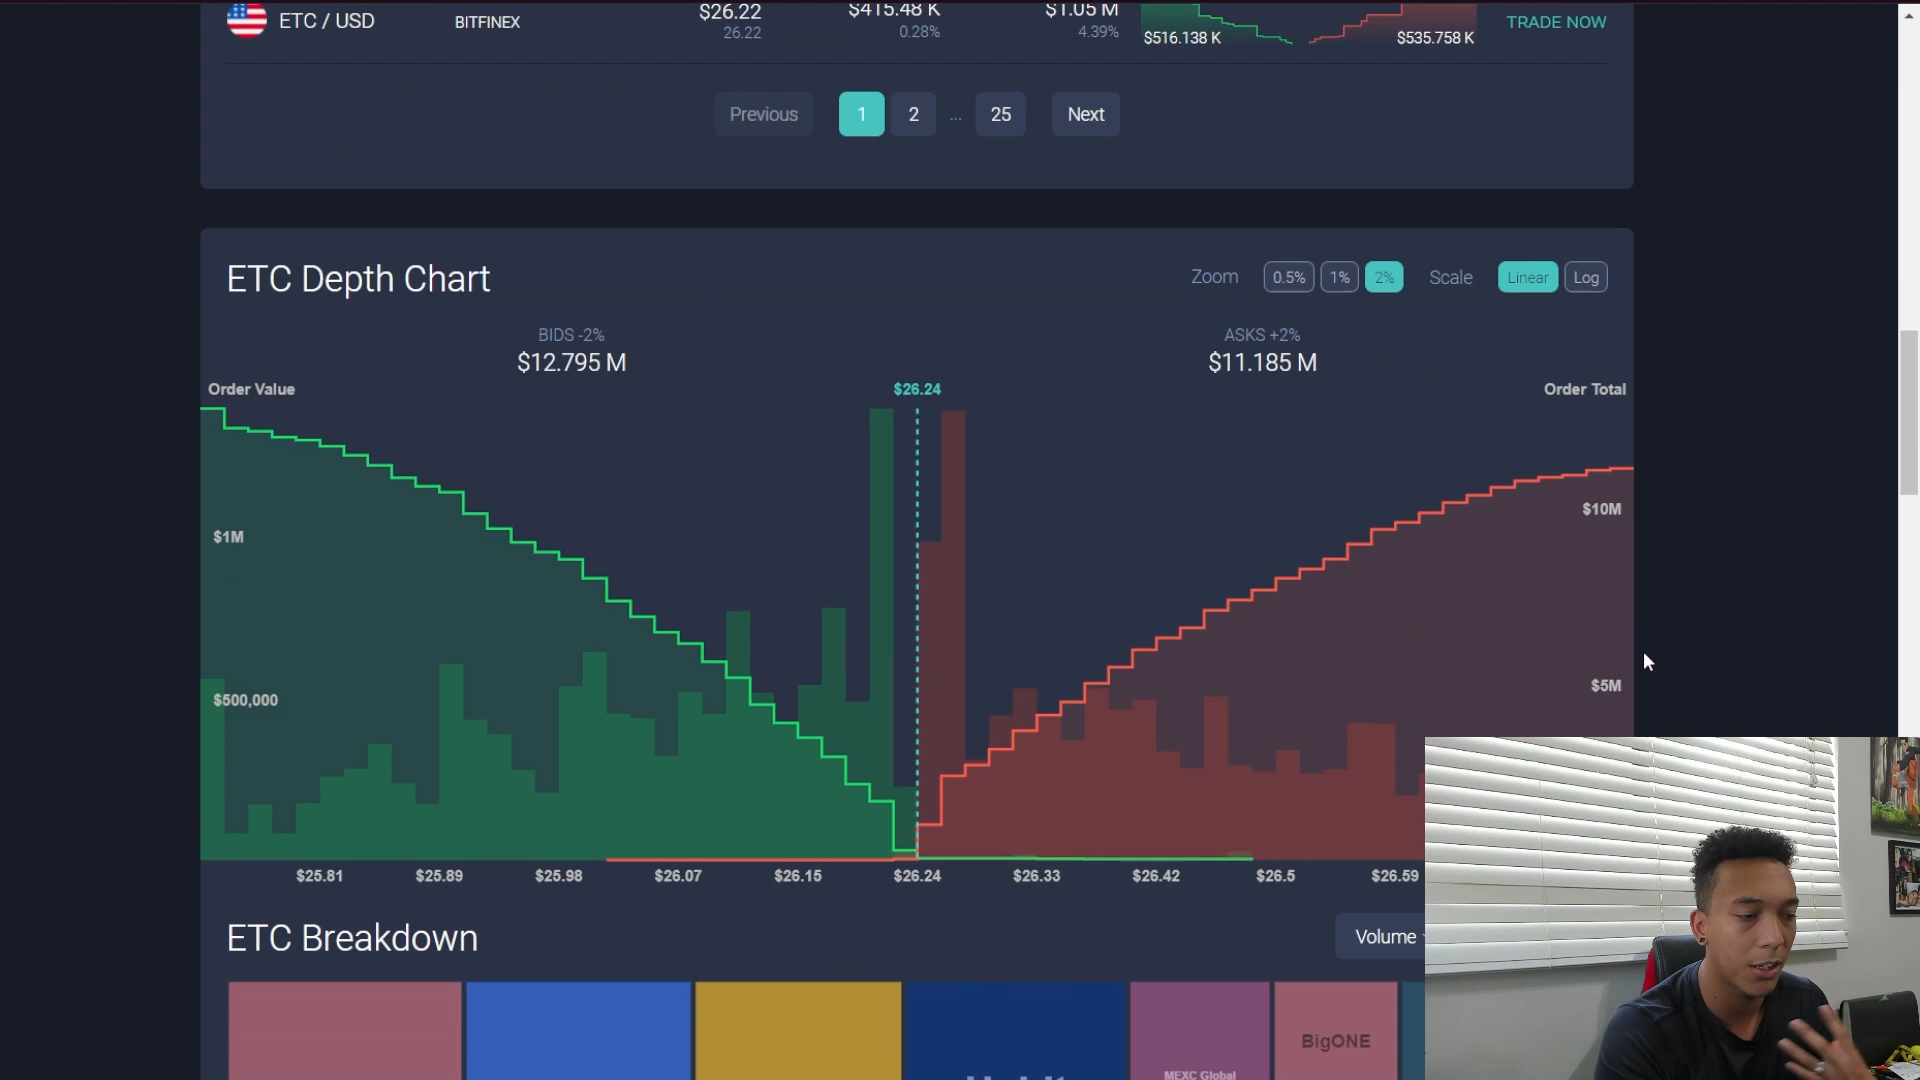 ETC / USD BITFINEX $26.22 $415.48 K $1.05 M TRADE NOW
26.22 0.28% 4.39% $516.138 K $535.758 K
Previous 1 2 ... 25 Next
ETC Depth Chart Zoom 0.5% 1% 2% Scale Linear Log
BIDS -2% ASKS +2%
$12.795 M $11.185 M
Order Value $26.24 Order Total
$10M
$1M
$5M
$500,000
$25.81 $25.89 $25.98 $26.07 $26.15 $26.24 $26.33 $26.42 $26.5 $26.59
ETC Breakdown Volume
BigONE
MEXC Global